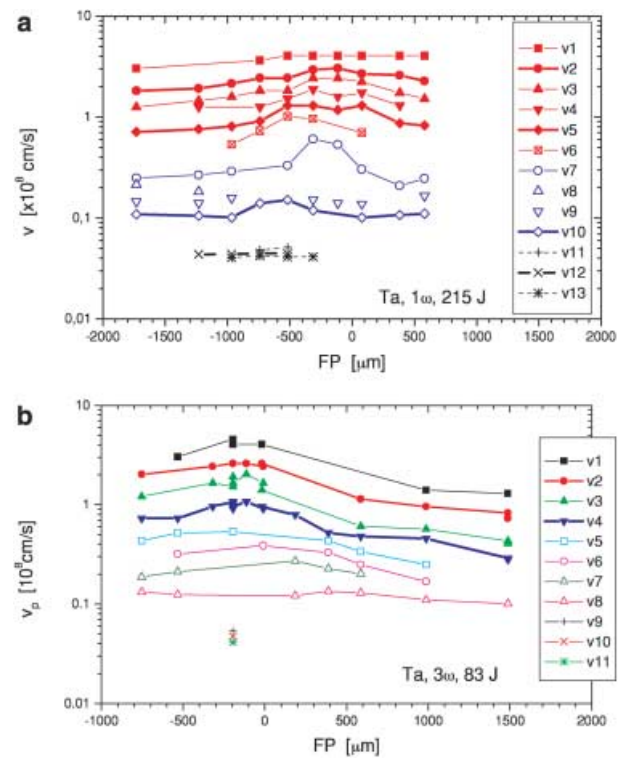 a
10
1
0,1
0,01
v [x10⁸ cm/s]
v1
v2
v3
v4
v5
v6
v7
v8
v9
v10
v11
v12
v13
Ta, 1ω, 215 J
-2000 -1500 -1000 -500 0 500 1000 1500 2000
FP [µm]
b
10
1
0.1
0.01
vₚ [10⁸cm/s]
v1
v2
v3
v4
v5
v6
v7
v8
v9
v10
v11
Ta, 3ω, 83 J
-1000 -500 0 500 1000 1500 2000
FP [µm]